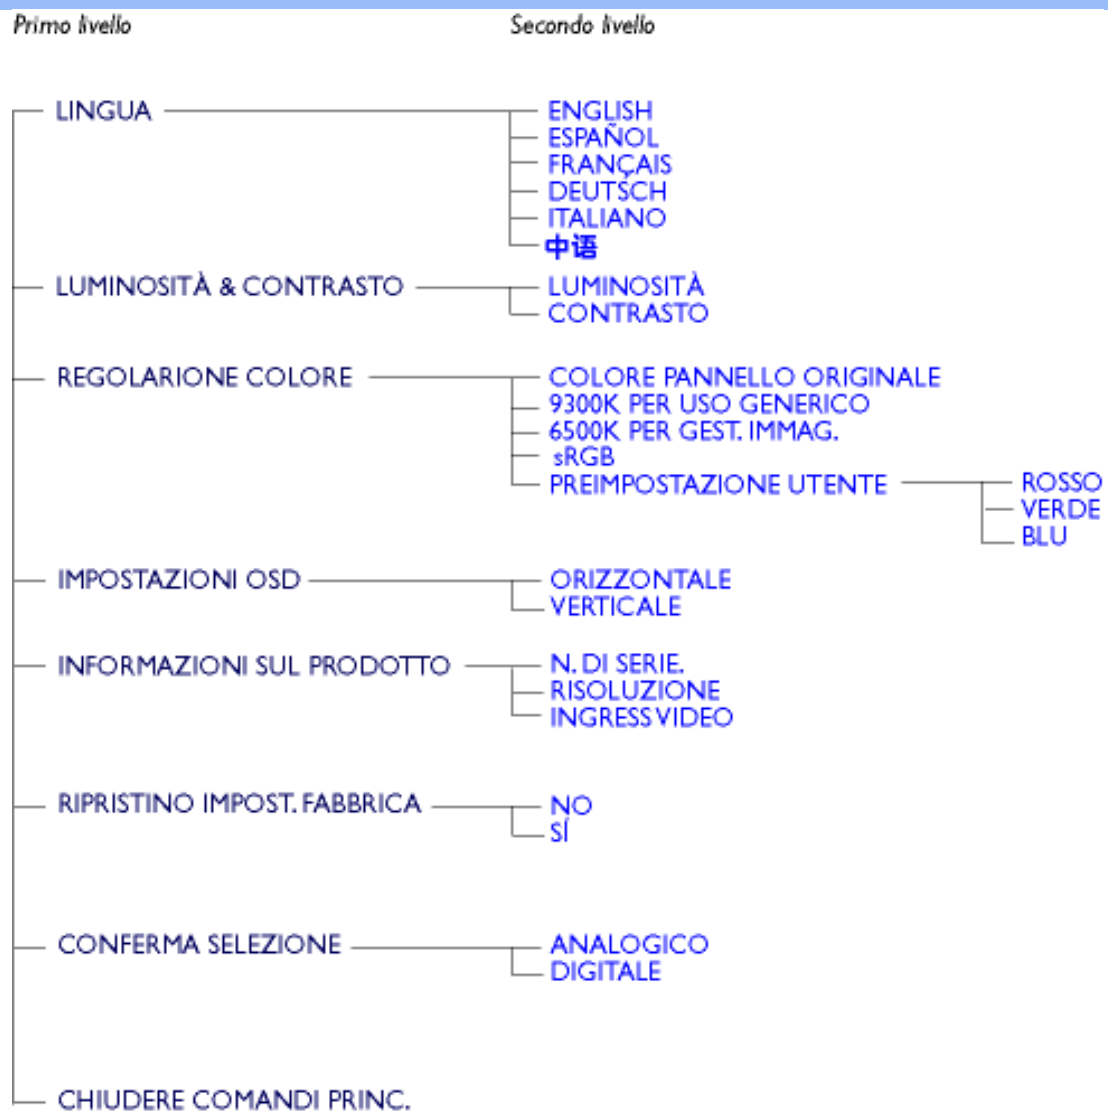 Primo livello Secondo livello
LINGUA ENGLISH
ESPAÑOL
FRANÇAIS
DEUTSCH
ITALIANO
中语
LUMINOSITÀ & CONTRASTO LUMINOSITÀ
CONTRASTO
REGOLARIONE COLORE COLORE PANNELLO ORIGINALE
9300K PER USO GENERICO
6500K PER GEST. IMMAG.
sRGB
PREIMPOSTAZIONE UTENTE ROSSO
VERDE
BLU
IMPOSTAZIONI OSD ORIZZONTALE
VERTICALE
INFORMAZIONI SUL PRODOTTO N. DI SERIE.
RISOLUZIONE
INGRESS VIDEO
RIPRISTINO IMPOST. FABBRICA NO
SÍ
CONFERMA SELEZIONE ANALOGICO
DIGITALE
CHIUDERE COMANDI PRINC.